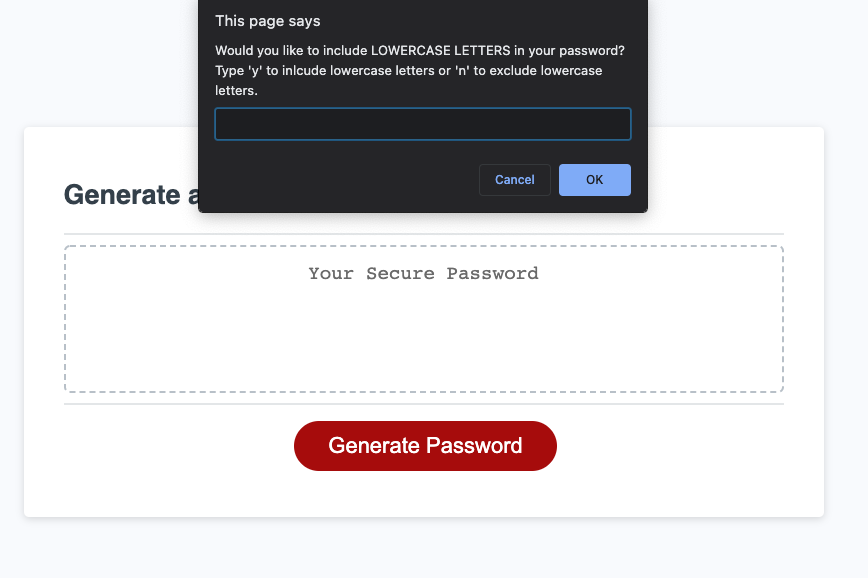 This page says
Would you like to include LOWERCASE LETTERS in your password?
Type 'y' to inlcude lowercase letters or 'n' to exclude lowercase
letters.
Cancel
OK
Generate a
Your Secure Password
Generate Password